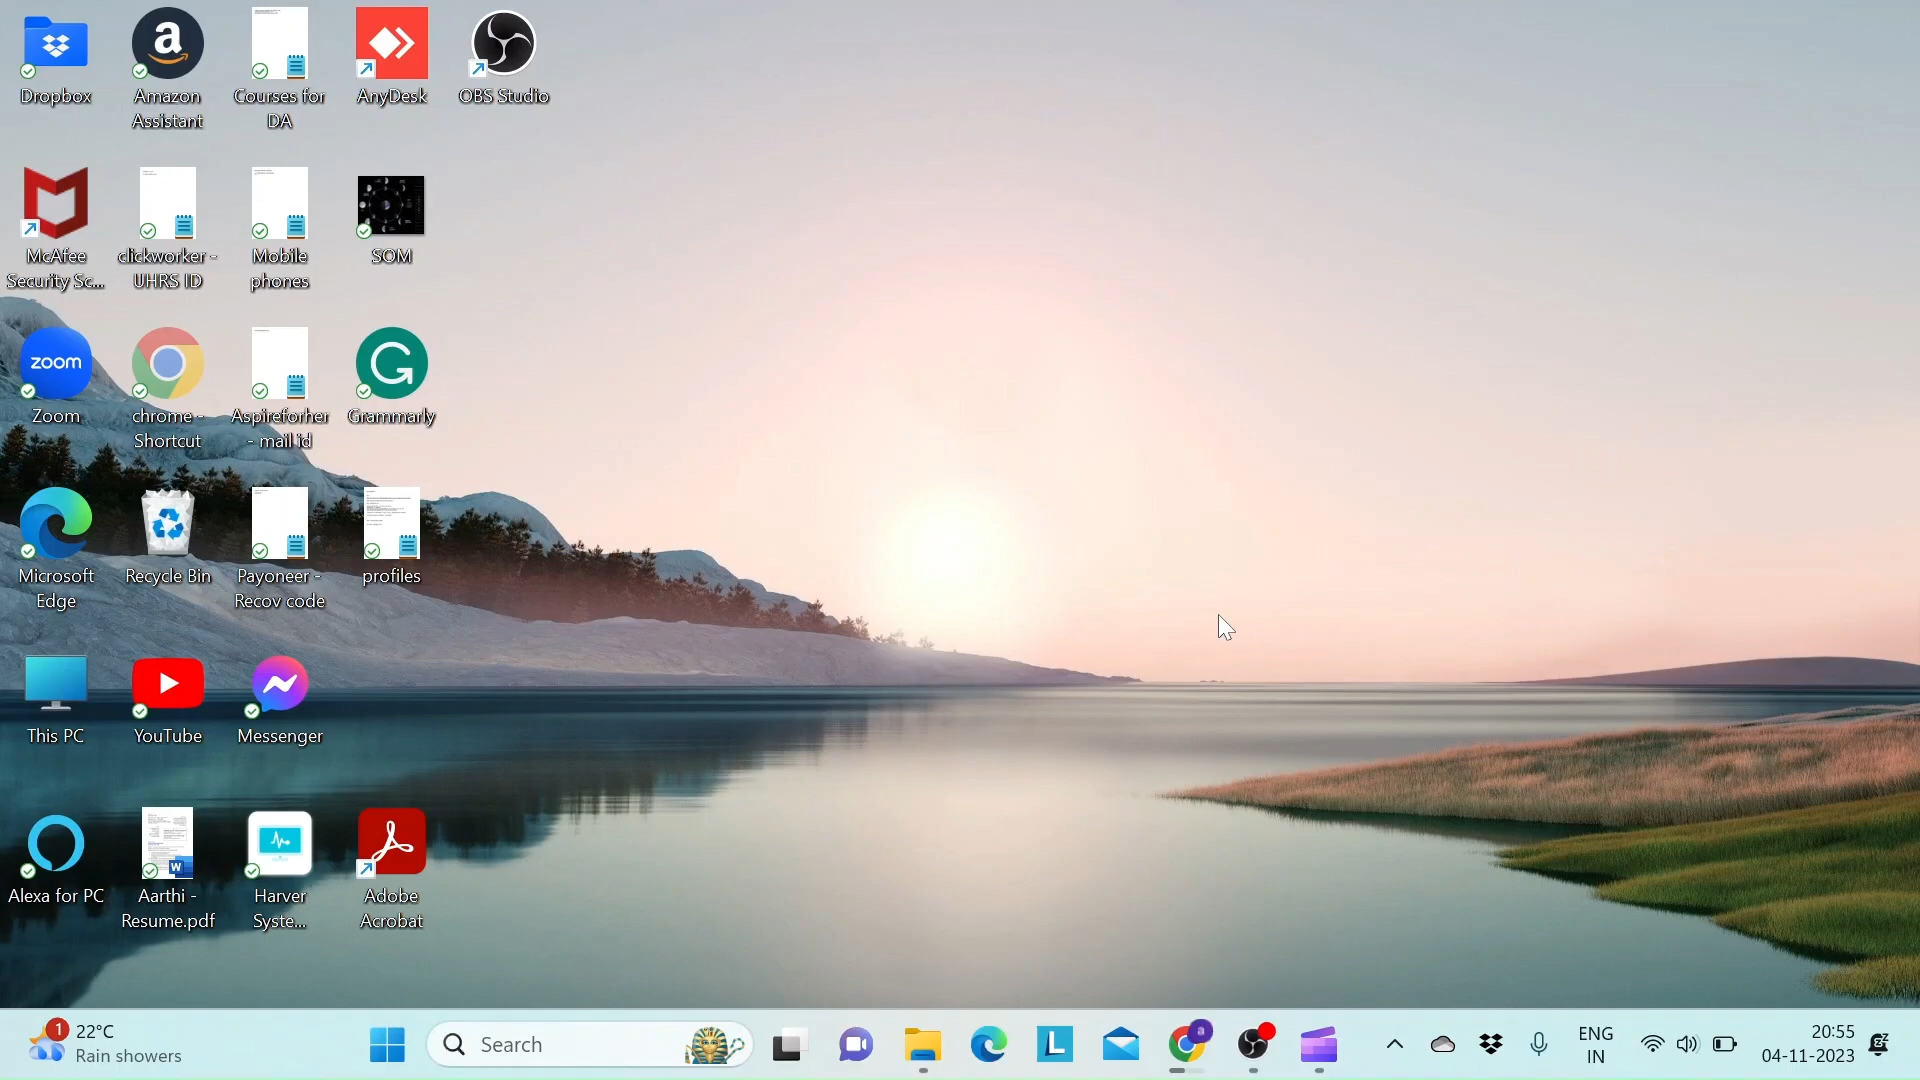 Dropbox
Amazon
Assistant
Courses for
DA
AnyDesk
OBS Studio
McAfee
Security Sc...
clickworker -
UHRS ID
Mobile
phones
SOM
zoom
Zoom
chrome -
Shortcut
Aspireforher
- mail id
Grammarly
Microsoft
Edge
Recycle Bin
Payoneer -
Recov code
profiles
This PC
YouTube
Messenger
Alexa for PC
Aarthi -
Resume.pdf
Harver
Syste...
Adobe
Acrobat
1
22°C
Rain showers
Search
ENG
IN
20:55
04-11-2023